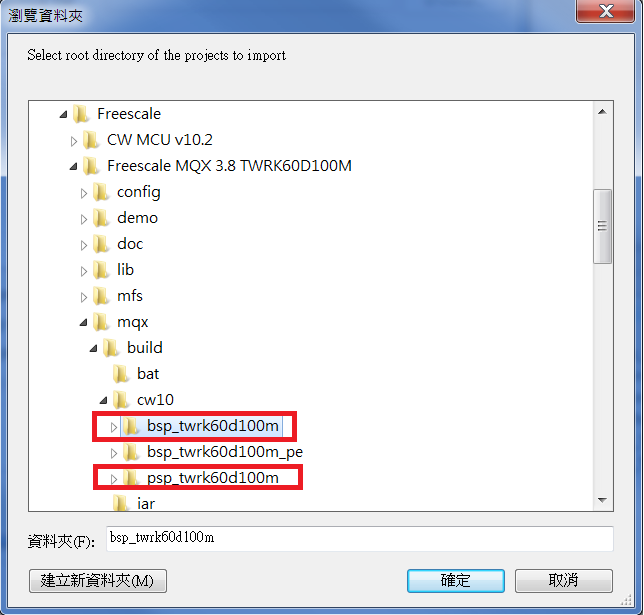 瀏覽資料夾
Select root directory of the projects to import
Freescale
CW MCU v10.2
Freescale MQX 3.8 TWRK60D100M
config
demo
doc
lib
mfs
mqx
build
bat
cw10
bsp_twrk60d100m
bsp_twrk60d100m_pe
psp_twrk60d100m
iar
資料夾(F): bsp_twrk60d100m
建立新資料夾(M) 確定 取消